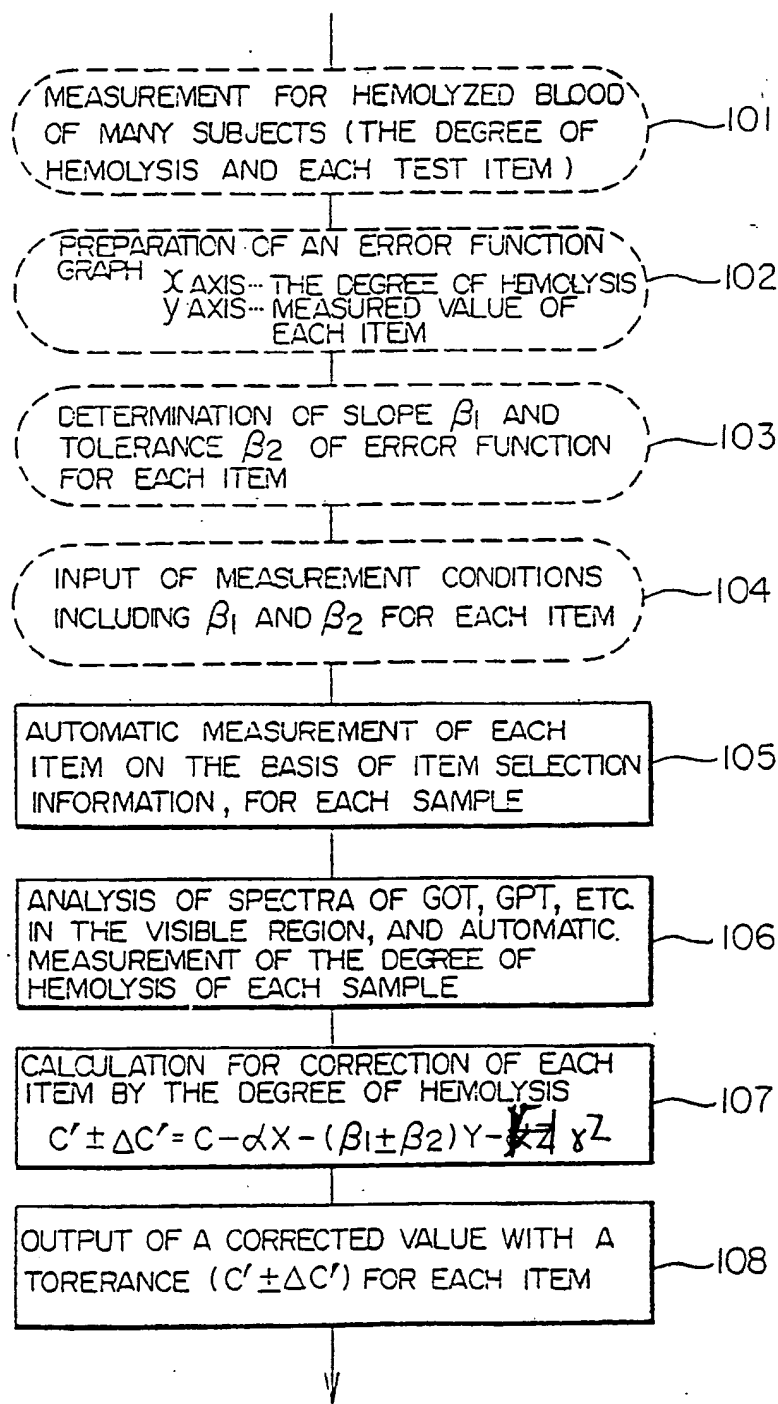 MEASUREMENT FOR HEMOLYZED BLOOD
OF MANY SUBJECTS (THE DEGREE OF
HEMOLYSIS AND EACH TEST ITEM)
101
PREPARATION OF AN ERROR FUNCTION
GRAPH
X AXIS--- THE DEGREE OF HEMOLYSIS
y AXIS--- MEASURED VALUE OF
EACH ITEM
102
DETERMINATION OF SLOPE β1 AND
TOLERANCE β2 OF ERROR FUNCTION
FOR EACH ITEM
103
INPUT OF MEASUREMENT CONDITIONS
INCLUDING β1 AND β2 FOR EACH ITEM
104
AUTOMATIC MEASUREMENT OF EACH
ITEM ON THE BASIS OF ITEM SELECTION
INFORMATION, FOR EACH SAMPLE
105
ANALYSIS OF SPECTRA OF GOT, GPT, ETC.
IN THE VISIBLE REGION, AND AUTOMATIC
MEASUREMENT OF THE DEGREE OF
HEMOLYSIS OF EACH SAMPLE
106
CALCULATION FOR CORRECTION OF EACH
ITEM BY THE DEGREE OF HEMOLYSIS
C' ± ΔC' = C - αX - (β1 ± β2) Y - γZ
107
OUTPUT OF A CORRECTED VALUE WITH A
TORERANCE (C' ± ΔC') FOR EACH ITEM
108